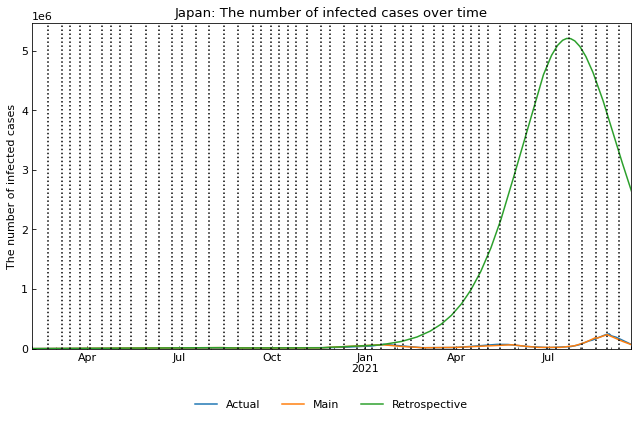 Japan: The number of infected cases over time
1e6
5
4
3
2
1
0
The number of infected cases
Apr Jul Oct Jan Apr Jul
2021
Actual Main Retrospective